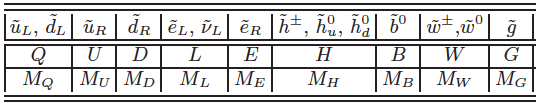 ũ_L, d̃_L ũ_R d̃_R ẽ_L, ν̃_L ẽ_R h̃^±, h̃_u^0, h̃_d^0 b̃^0 w̃^±, w̃^0 g̃
Q U D L E H B W G
M_Q M_U M_D M_L M_E M_H M_B M_W M_G